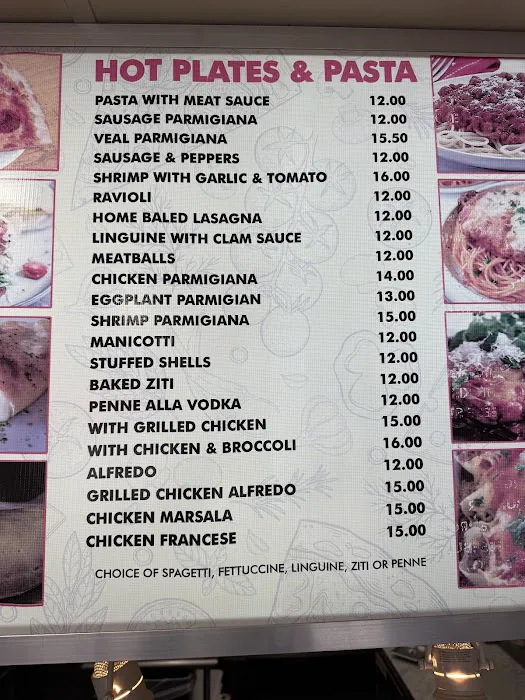 HOT PLATES & PASTA
PASTA WITH MEAT SAUCE 12.00
SAUSAGE PARMIGIANA 12.00
VEAL PARMIGIANA 15.50
SAUSAGE & PEPPERS 12.00
SHRIMP WITH GARLIC & TOMATO 16.00
RAVIOLI 12.00
HOME BALED LASAGNA 12.00
LINGUINE WITH CLAM SAUCE 12.00
MEATBALLS 12.00
CHICKEN PARMIGIANA 14.00
EGGPLANT PARMIGIAN 13.00
SHRIMP PARMIGIANA 15.00
MANICOTTI 12.00
STUFFED SHELLS 12.00
BAKED ZITI 12.00
PENNE ALLA VODKA 12.00
WITH GRILLED CHICKEN 15.00
WITH CHICKEN & BROCCOLI 16.00
ALFREDO 12.00
GRILLED CHICKEN ALFREDO 15.00
CHICKEN MARSALA 15.00
CHICKEN FRANCESE 15.00
CHOICE OF SPAGETTI, FETTUCCINE, LINGUINE, ZITI OR PENNE